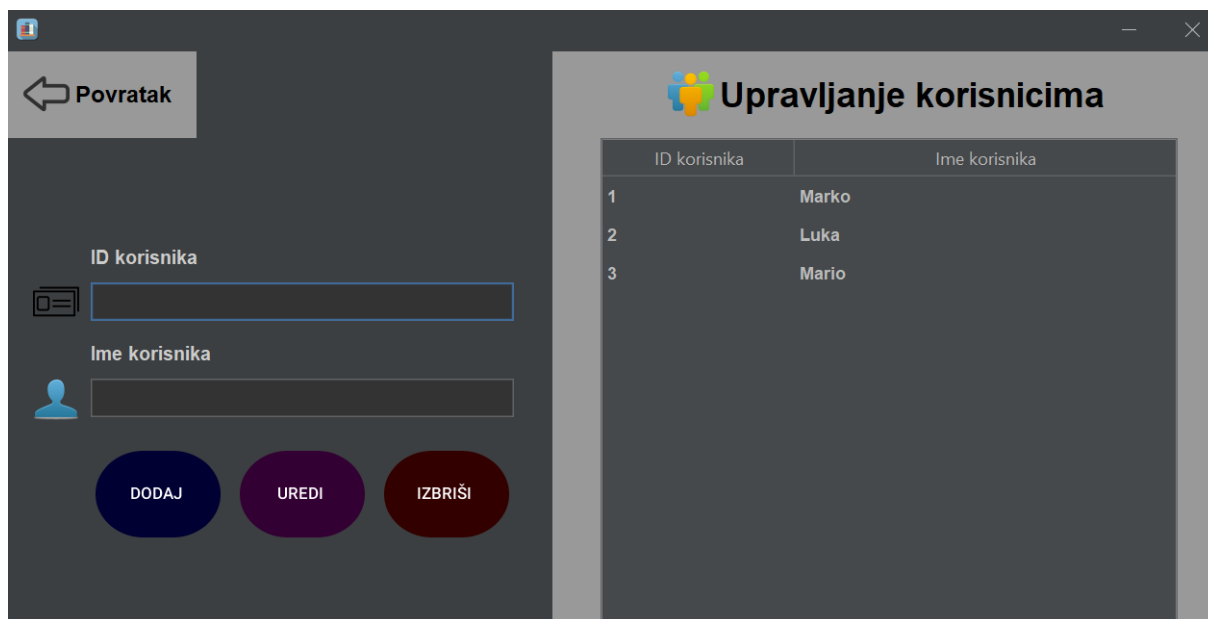 Povratak
ID korisnika
Ime korisnika
DODAJ
UREDI
IZBRIŠI
Upravljanje korisnicima
ID korisnika Ime korisnika
1 Marko
2 Luka
3 Mario